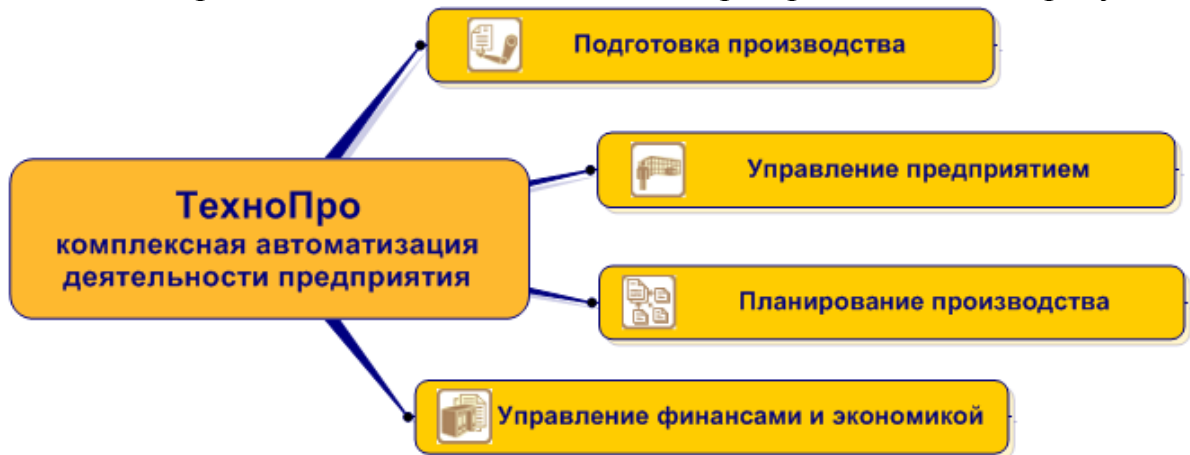 Подготовка производства
Управление предприятием
ТехноПро
комплексная автоматизация
деятельности предприятия
Планирование производства
Управление финансами и экономикой